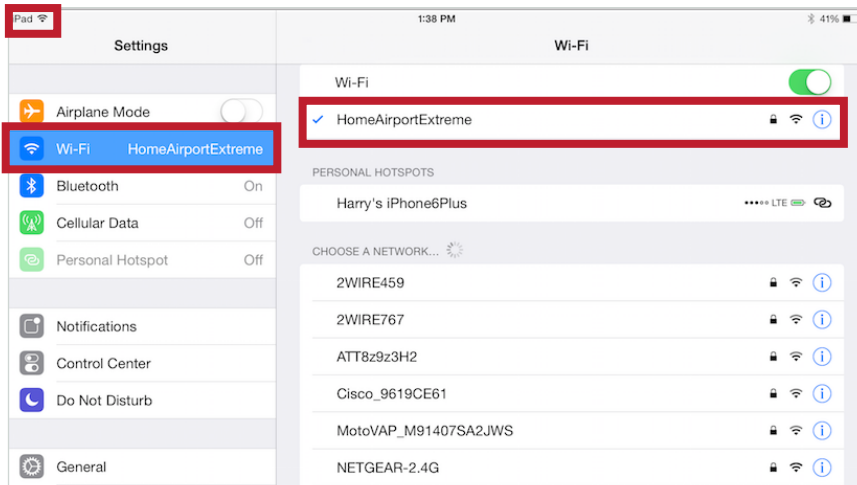 Pad 1:38 PM 41%
Settings
Airplane Mode
Wi-Fi HomeAirportExtreme
Bluetooth On
Cellular Data Off
Personal Hotspot Off
Notifications
Control Center
Do Not Disturb
General
Wi-Fi
Wi-Fi
HomeAirportExtreme
PERSONAL HOTSPOTS
Harry's iPhone6Plus LTE
CHOOSE A NETWORK...
2WIRE459
2WIRE767
ATT8z9z3H2
Cisco_9619CE61
MotoVAP_M91407SA2JWS
NETGEAR-2.4G